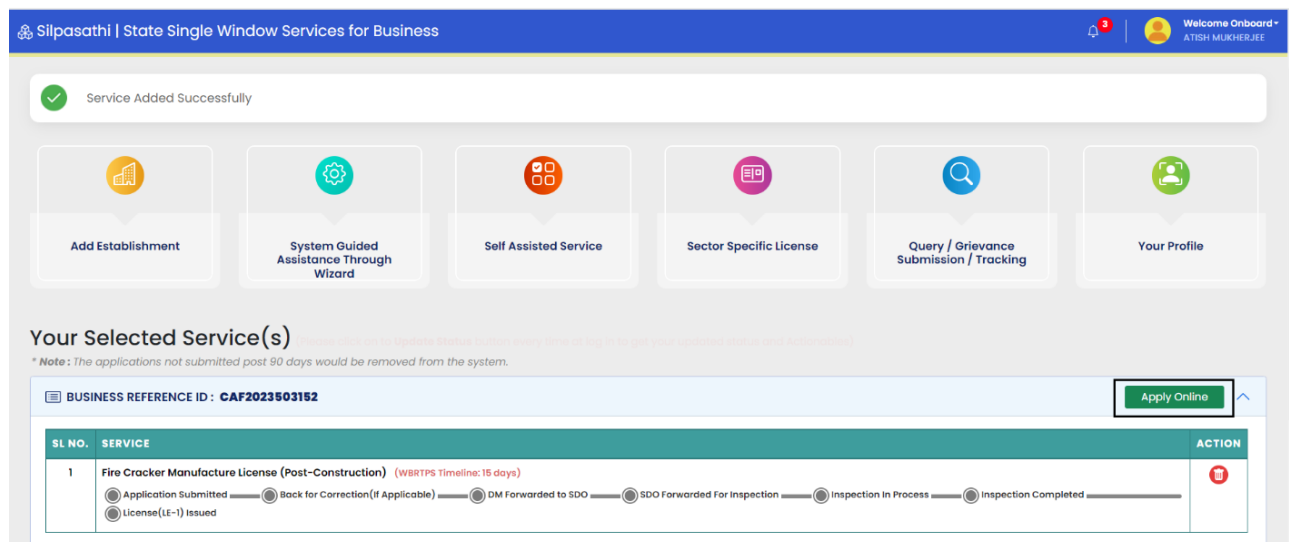 Silpasathi | State Single Window Services for Business
3
Welcome Onboard
ATISH MUKHERJEE
Service Added Successfully
Add Establishment
System Guided
Assistance Through
Wizard
Self Assisted Service
Sector Specific License
Query / Grievance
Submission / Tracking
Your Profile
Your Selected Service(s)
* Note : The applications not submitted post 90 days would be removed from the system.
BUSINESS REFERENCE ID : CAF2023503152
Apply Online
SL NO. SERVICE ACTION
1 Fire Cracker Manufacture License (Post-Construction) (WBRTPS Timeline: 15 days)
Application Submitted Back for Correction(If Applicable) DM Forwarded to SDO SDO Forwarded For Inspection Inspection In Process Inspection Completed
License(LE-1) Issued